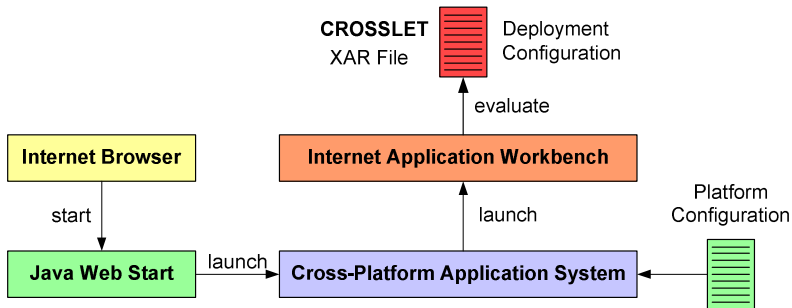 CROSSLET
XAR File
Deployment
Configuration
evaluate
Internet Browser
Internet Application Workbench
start
launch
Platform
Configuration
Java Web Start
launch
Cross-Platform Application System